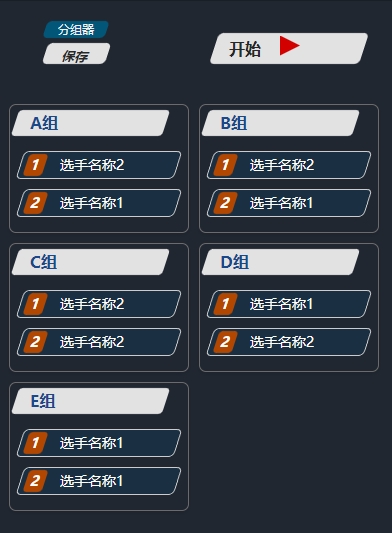 分组器
保存
开始
A组
1 选手名称2
2 选手名称1
B组
1 选手名称2
2 选手名称1
C组
1 选手名称2
2 选手名称2
D组
1 选手名称1
2 选手名称2
E组
1 选手名称1
2 选手名称1